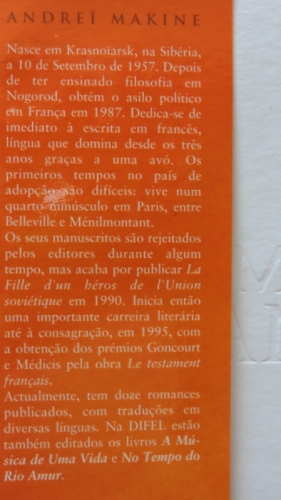 ANDREÏ MAKINE
Nasce em Krasnoïarsk, na Sibéria,
a 10 de Setembro de 1957. Depois
de ter ensinado filosofia em
Nogorod, obtém o asilo político
em França em 1987. Dedica-se de
imediato à escrita em francês,
língua que domina desde os três
anos graças a uma avó. Os
primeiros tempos no país de
adopção são difíceis: vive num
quarto minúsculo em Paris, entre
Belleville e Ménilmontant.
Os seus manuscritos são rejeitados
pelos editores durante algum
tempo, mas acaba por publicar La
Fille d'un héros de l'Union
soviétique em 1990. Inicia então
uma importante carreira literária
até à consagração, em 1995, com
a obtenção dos prémios Goncourt
e Médicis pela obra Le testament
français.
Actualmente, tem doze romances
publicados, com traduções em
diversas línguas. Na DIFEL estão
também editados os livros A Mú-
sica de Uma Vida e No Tempo do
Rio Amur.